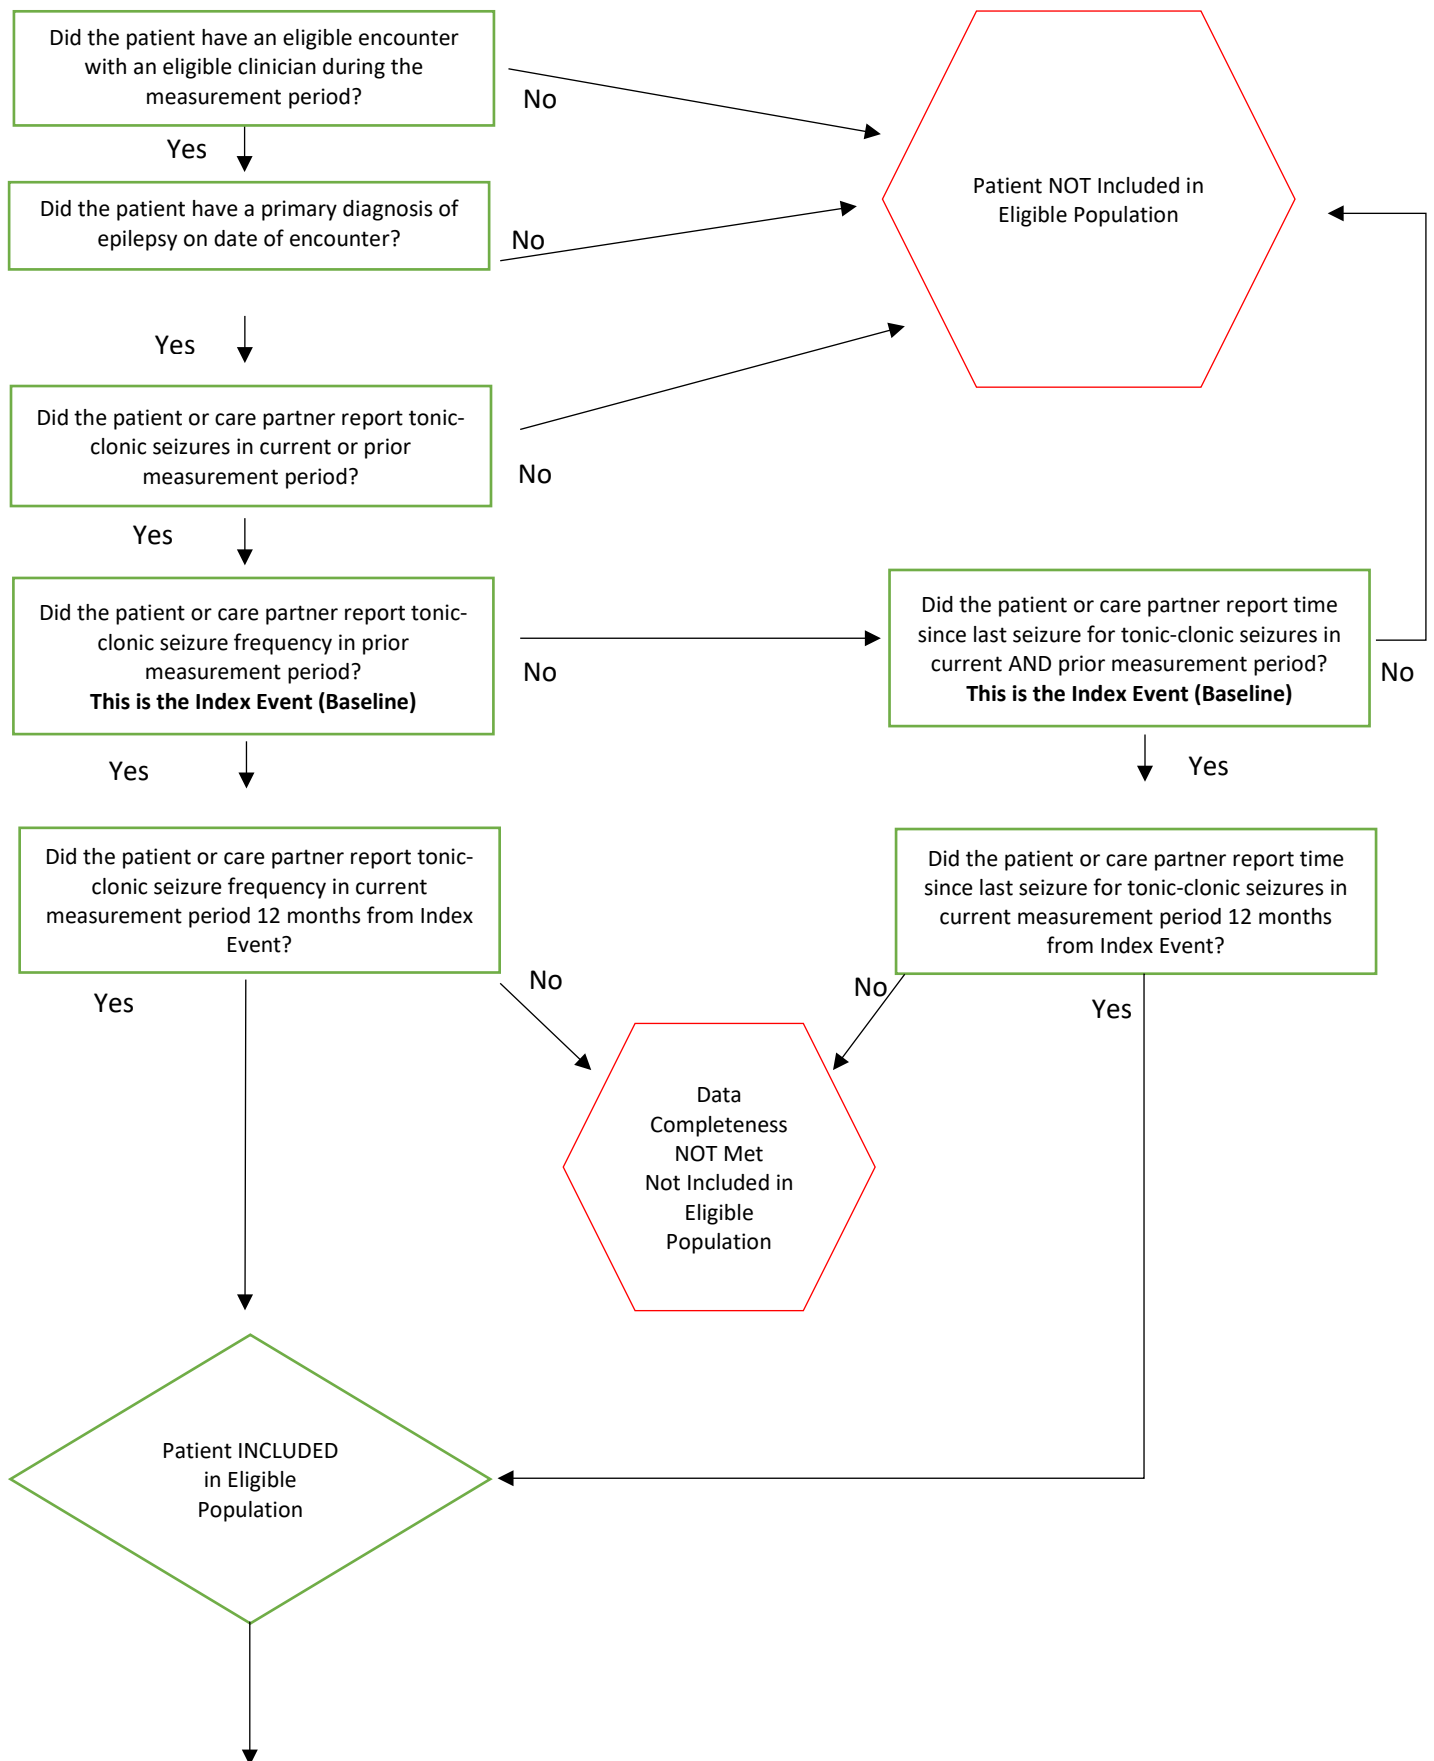 Did the patient have an eligible encounter
with an eligible clinician during the
measurement period?
No
Yes
Patient NOT Included in
Eligible Population
Did the patient have a primary diagnosis of
epilepsy on date of encounter?
No
Yes
Did the patient or care partner report tonic-
clonic seizures in current or prior
measurement period?
No
Yes
Did the patient or care partner report tonic-
clonic seizure frequency in prior
measurement period?
This is the Index Event (Baseline)
No
Did the patient or care partner report time
since last seizure for tonic-clonic seizures in
current AND prior measurement period?
This is the Index Event (Baseline)
No
Yes
Yes
Did the patient or care partner report tonic-
clonic seizure frequency in current
measurement period 12 months from Index
Event?
Did the patient or care partner report time
since last seizure for tonic-clonic seizures in
current measurement period 12 months
from Index Event?
Yes
No
No
Yes
Data
Completeness
NOT Met
Not Included in
Eligible
Population
Patient INCLUDED
in Eligible
Population